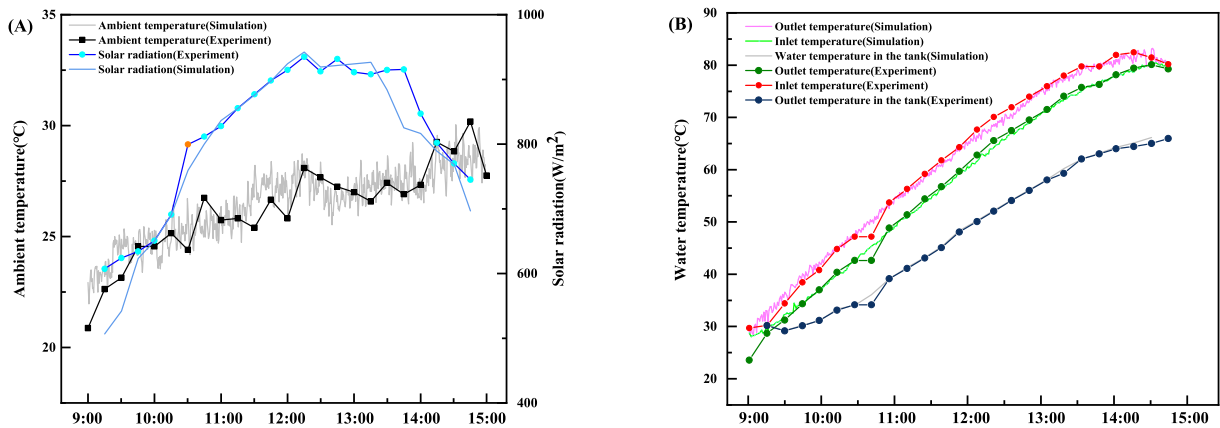 (A)
Ambient temperature(Simulation)
Ambient temperature(Experiment)
Solar radiation(Experiment)
Solar radiation(Simulation)
Ambient temperature(℃)
35
30
25
20
Solar radiation(W/m²)
1000
800
600
400
9:00 10:00 11:00 12:00 13:00 14:00 15:00
(B)
Outlet temperature(Simulation)
Inlet temperature(Simulation)
Water temperature in the tank(Simulation)
Outlet temperature(Experiment)
Inlet temperature(Experiment)
Outlet temperature in the tank(Experiment)
Water temperature(℃)
90
80
70
60
50
40
30
20
9:00 10:00 11:00 12:00 13:00 14:00 15:00